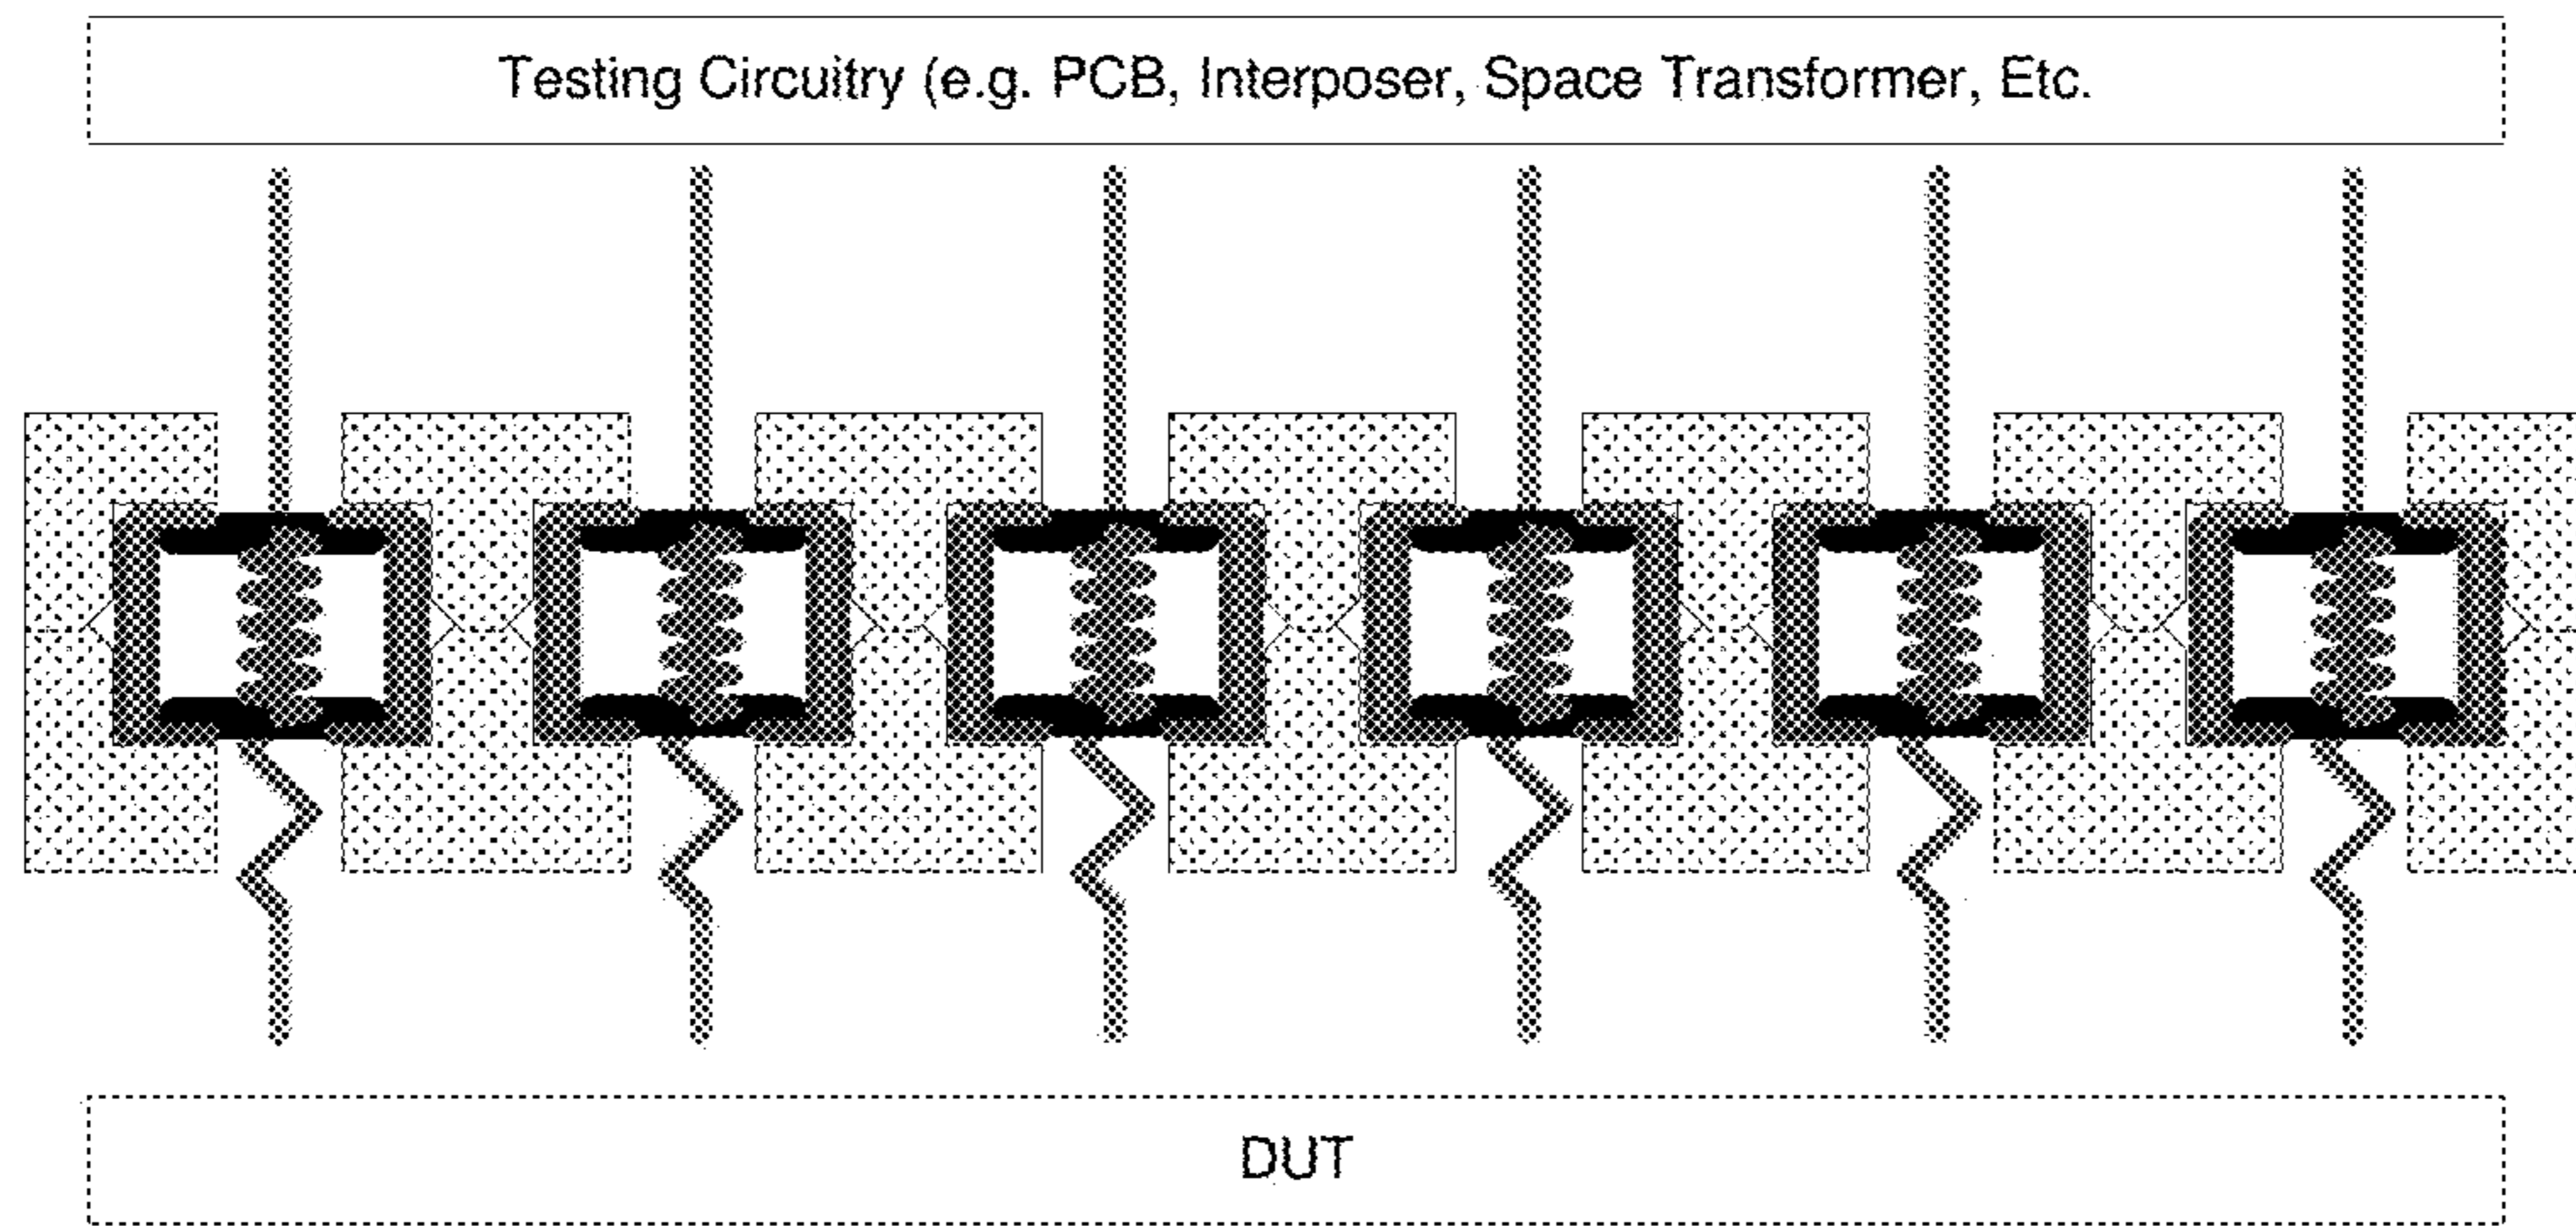 Testing Circuitry (e.g. PCB, Interposer, Space Transformer, Etc.
DUT